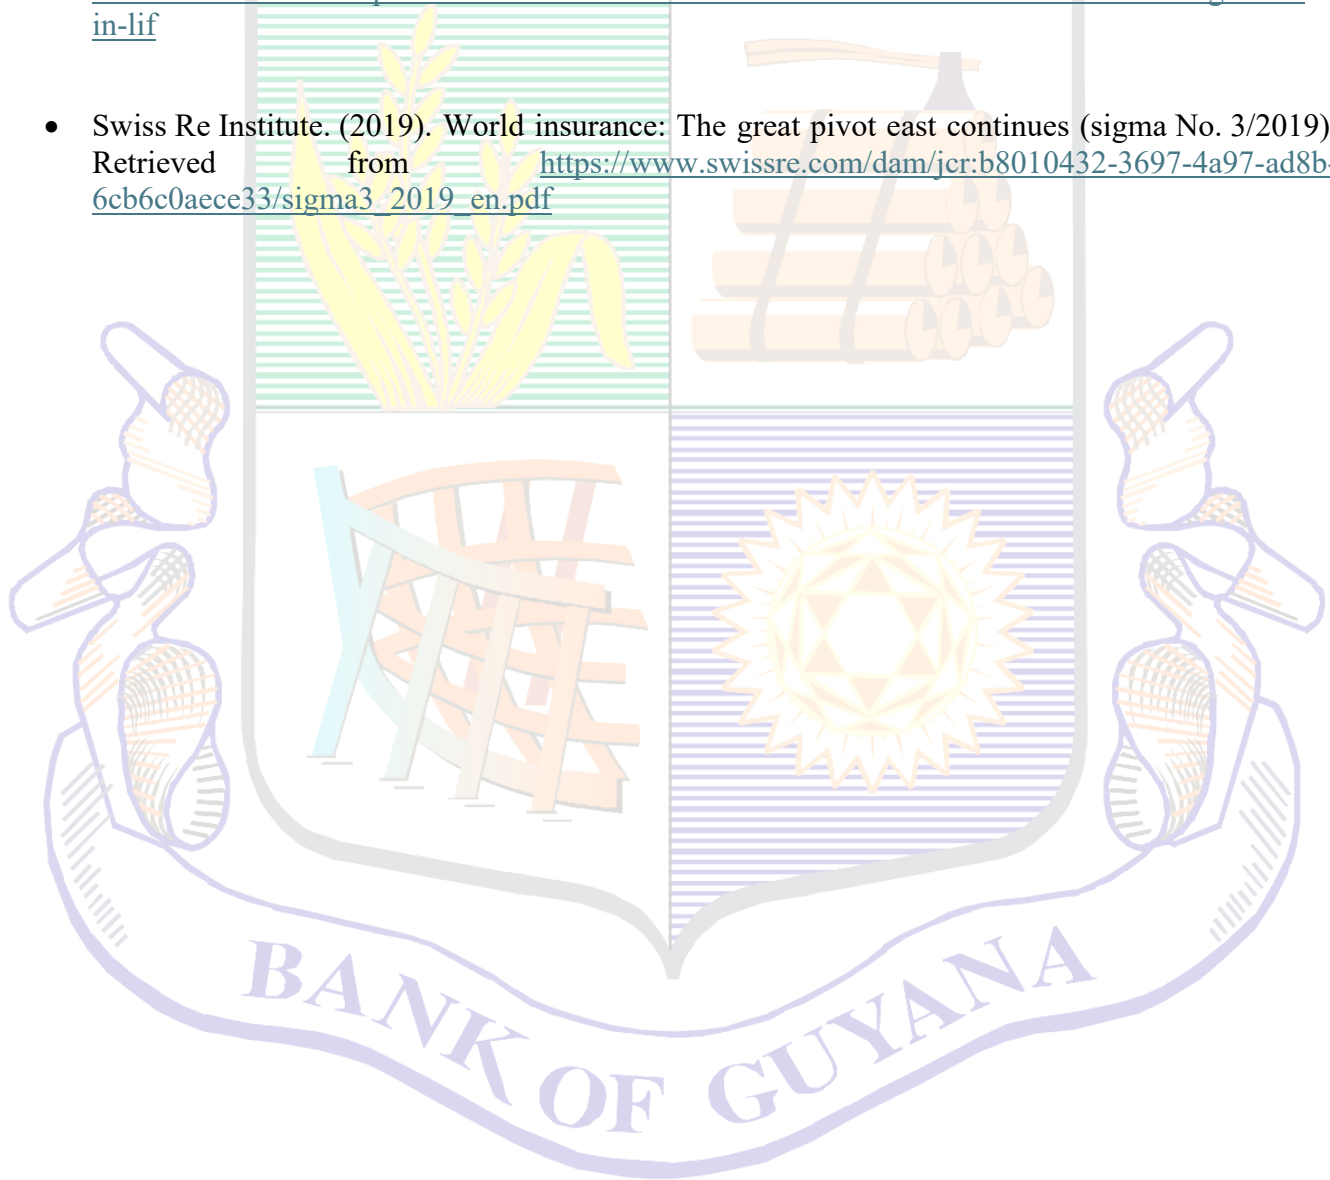 in-lif
• Swiss Re Institute. (2019). World insurance: The great pivot east continues (sigma No. 3/2019)
Retrieved from https://www.swissre.com/dam/jcr:b8010432-3697-4a97-ad8b-
6cb6c0aece33/sigma3_2019_en.pdf
BANK OF GUYANA